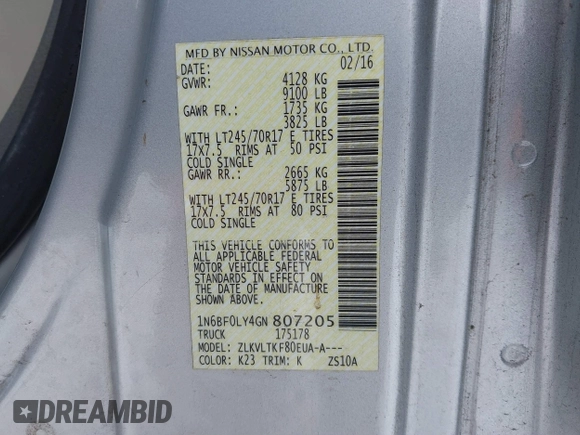 MFD BY NISSAN MOTOR CO., LTD.
DATE: 02/16
GVWR: 4128 KG
9100 LB
GAWR FR.: 1735 KG
3825 LB
WITH LT245/70R17 E TIRES
17X7.5 RIMS AT 50 PSI
COLD SINGLE
GAWR RR.: 2665 KG
5875 LB
WITH LT245/70R17 E TIRES
17X7.5 RIMS AT 80 PSI
COLD SINGLE
THIS VEHICLE CONFORMS TO
ALL APPLICABLE FEDERAL
MOTOR VEHICLE SAFETY
STANDARDS IN EFFECT ON
THE DATE OF MANUFACTURE
SHOWN ABOVE.
1N6BF0LY4GN 807205
TRUCK 175178
MODEL: ZLKVLTKF80EUA-A---
COLOR: K23 TRIM: K ZS10A
DREAMBID